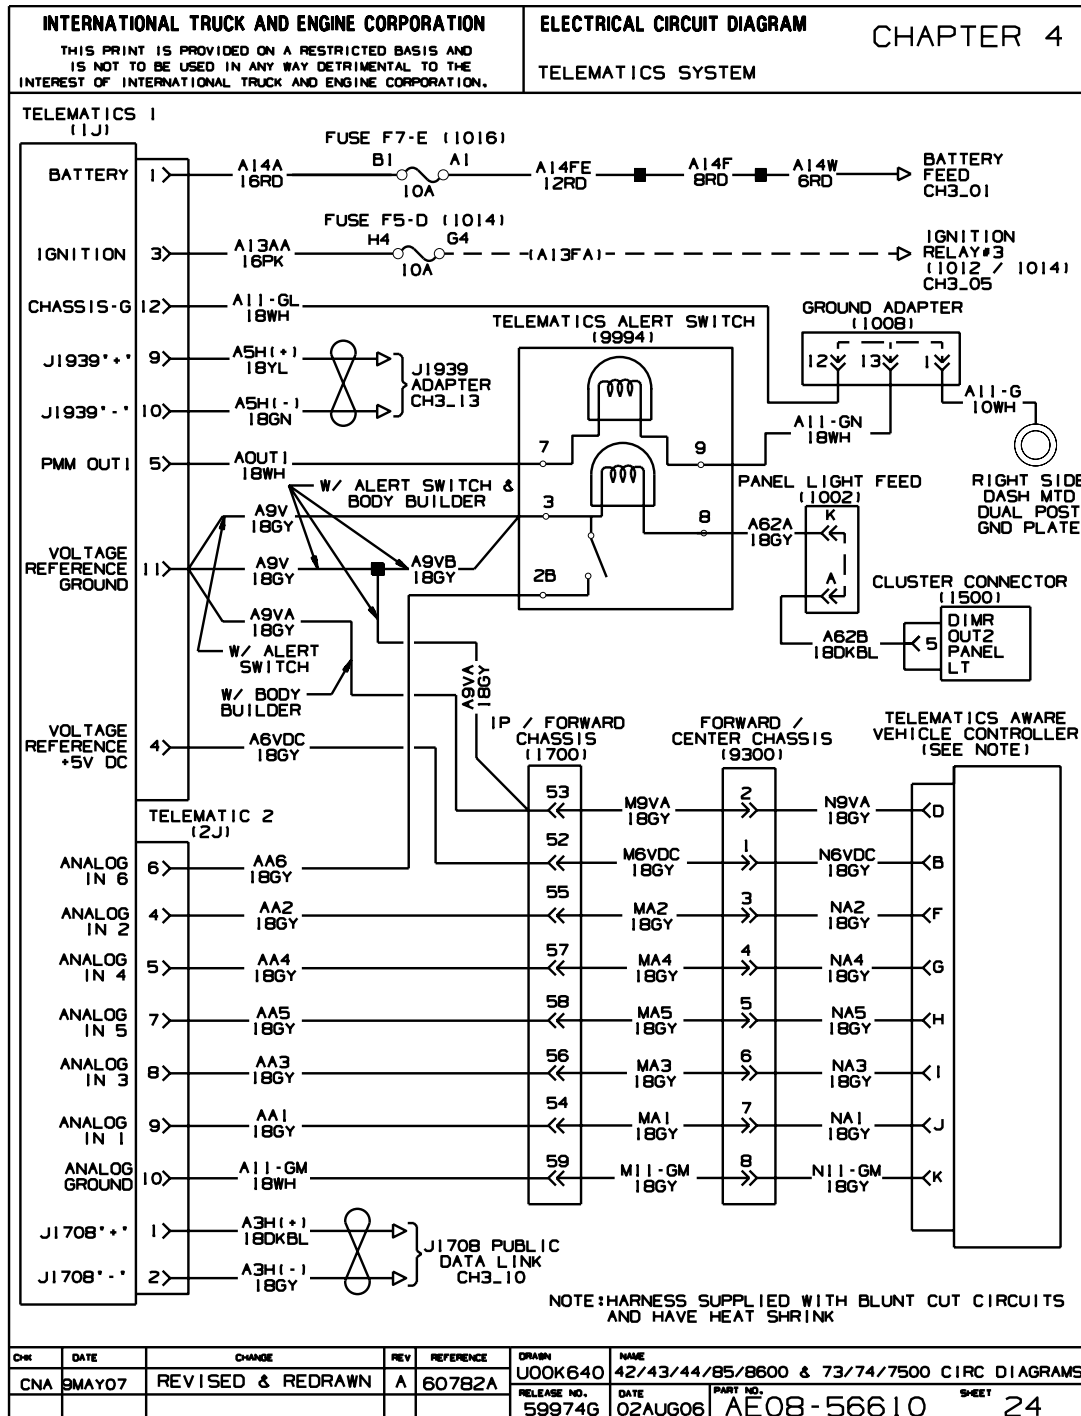 INTERNATIONAL TRUCK AND ENGINE CORPORATION
THIS PRINT IS PROVIDED ON A RESTRICTED BASIS AND
IS NOT TO BE USED IN ANY WAY DETRIMENTAL TO THE
INTEREST OF INTERNATIONAL TRUCK AND ENGINE CORPORATION.
ELECTRICAL CIRCUIT DIAGRAM
TELEMATICS SYSTEM
CHAPTER 4
TELEMATICS 1
(1J)
BATTERY 1
A14A
16RD
FUSE F7-E (1016)
B1 A1
10A
A14FE
12RD
A14F
8RD
A14W
6RD
BATTERY
FEED
CH3_01
IGNITION 3
A13AA
16PK
FUSE F5-D (1014)
H4 G4
10A
(A13FA)
IGNITION
RELAY#3
(1012 / 1014)
CH3_05
CHASSIS-G 12
A11-GL
18WH
J1939"+" 9
A5H(+)
18YL
J1939"-" 10
A5H(-)
18GN
J1939
ADAPTER
CH3_13
TELEMATICS ALERT SWITCH
(9994)
7 9
3 8
2B
GROUND ADAPTER
(1008)
12 13 1
A11-G
10WH
A11-GN
18WH
RIGHT SIDE
DASH MTD
DUAL POST
GND PLATE
PMM OUT1 5
AOUT1
18WH
W/ ALERT SWITCH &
BODY BUILDER
PANEL LIGHT FEED
(1002)
K
A
A62A
18GY
A62B
18DKBL
CLUSTER CONNECTOR
(1500)
5
DIMR
OUT2
PANEL
LT
VOLTAGE
REFERENCE
GROUND
11
A9V
18GY
A9V
18GY
A9VB
18GY
A9VA
18GY
W/ ALERT
SWITCH
W/ BODY
BUILDER
A9VA
18GY
VOLTAGE
REFERENCE
+5V DC
4
A6VDC
18GY
IP / FORWARD
CHASSIS
(1700)
FORWARD /
CENTER CHASSIS
(9300)
TELEMATICS AWARE
VEHICLE CONTROLLER
(SEE NOTE)
53
M9VA
18GY
2
N9VA
18GY
D
TELEMATIC 2
(2J)
52
M6VDC
18GY
1
N6VDC
18GY
B
ANALOG
IN 6
6
AA6
18GY
ANALOG
IN 2
4
AA2
18GY
55
MA2
18GY
3
NA2
18GY
F
ANALOG
IN 4
5
AA4
18GY
57
MA4
18GY
4
NA4
18GY
G
ANALOG
IN 5
7
AA5
18GY
58
MA5
18GY
5
NA5
18GY
H
ANALOG
IN 3
8
AA3
18GY
56
MA3
18GY
6
NA3
18GY
I
ANALOG
IN 1
9
AA1
18GY
54
MA1
18GY
7
NA1
18GY
J
ANALOG
GROUND
10
A11-GM
18WH
59
M11-GM
18GY
8
N11-GM
18GY
K
J1708"+" 1
A3H(+)
18DKBL
J1708"-" 2
A3H(-)
18GY
J1708 PUBLIC
DATA LINK
CH3_10
NOTE:HARNESS SUPPLIED WITH BLUNT CUT CIRCUITS
AND HAVE HEAT SHRINK
CHK DATE CHANGE REV REFERENCE
CNA 9MAY07 REVISED & REDRAWN A 60782A
DRAWN
U00K640
NAME
42/43/44/85/8600 & 73/74/7500 CIRC DIAGRAMS
RELEASE NO.
59974G
DATE
02AUG06
PART NO.
AE08-56610
SHEET
24